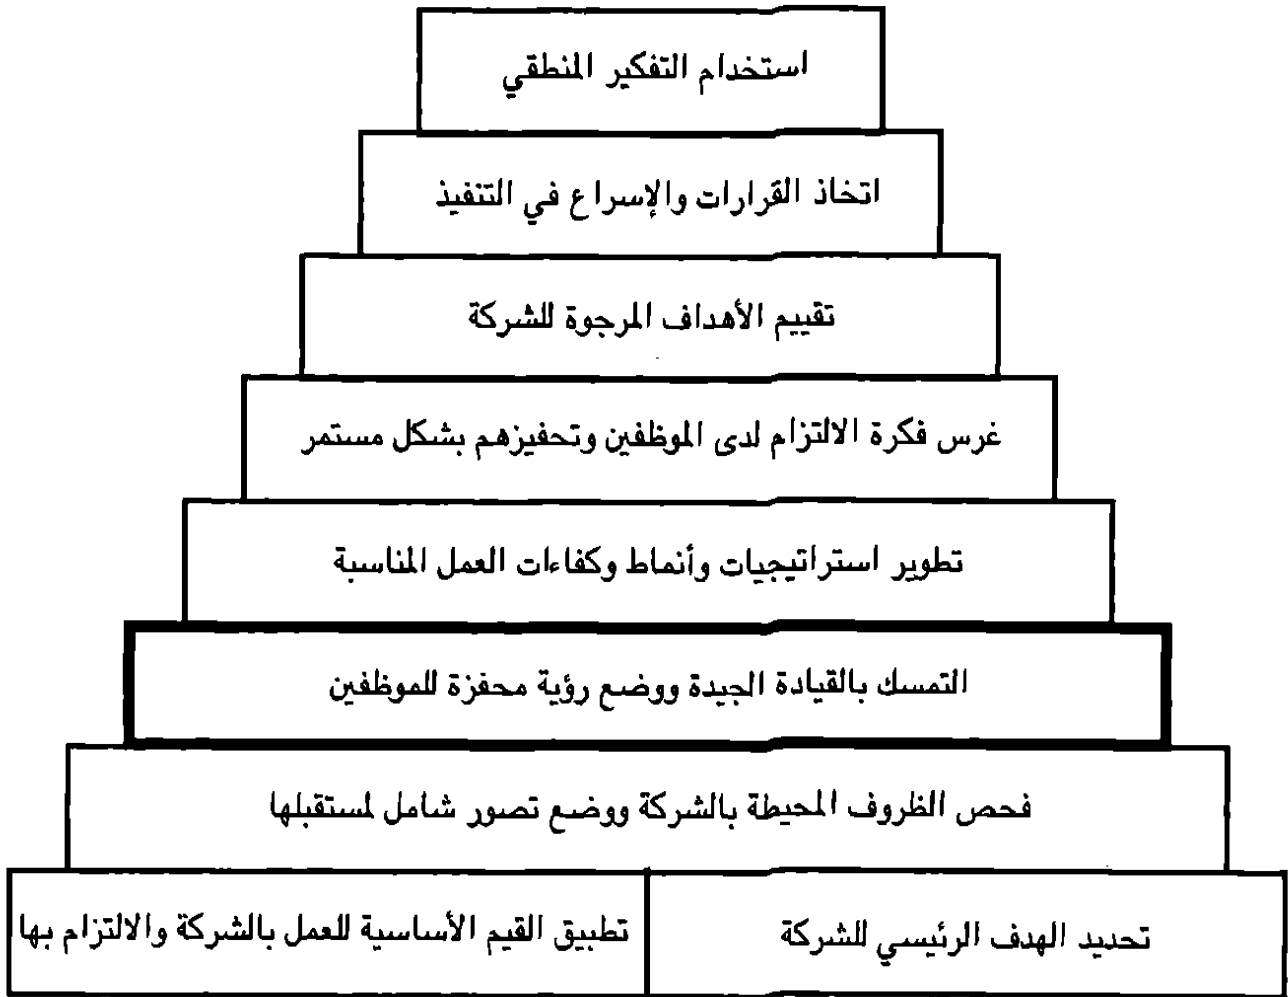 استخدام التفكير المنطقي
اتخاذ القرارات والإسراع في التنفيذ
تقييم الأهداف المرجوة للشركة
غرس فكرة الالتزام لدى الموظفين وتحفيزهم بشكل مستمر
تطوير استراتيجيات وأنماط وكفاءات العمل المناسبة
التمسك بالقيادة الجيدة ووضع رؤية محفزة للموظفين
فحص الظروف المحيطة بالشركة ووضع تصور شامل لمستقبلها
تحديد الهدف الرئيسي للشركة
تطبيق القيم الأساسية للعمل بالشركة والالتزام بها